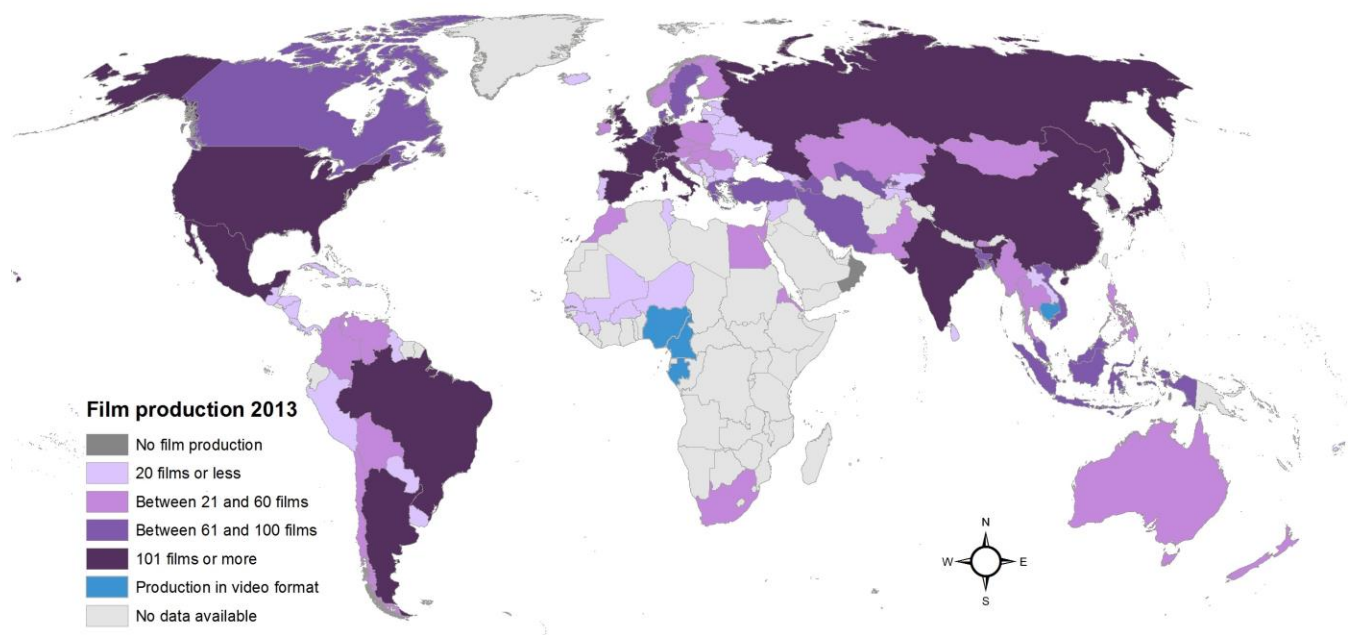 Film production 2013
No film production
20 films or less
Between 21 and 60 films
Between 61 and 100 films
101 films or more
Production in video format
No data available
N
W E
S